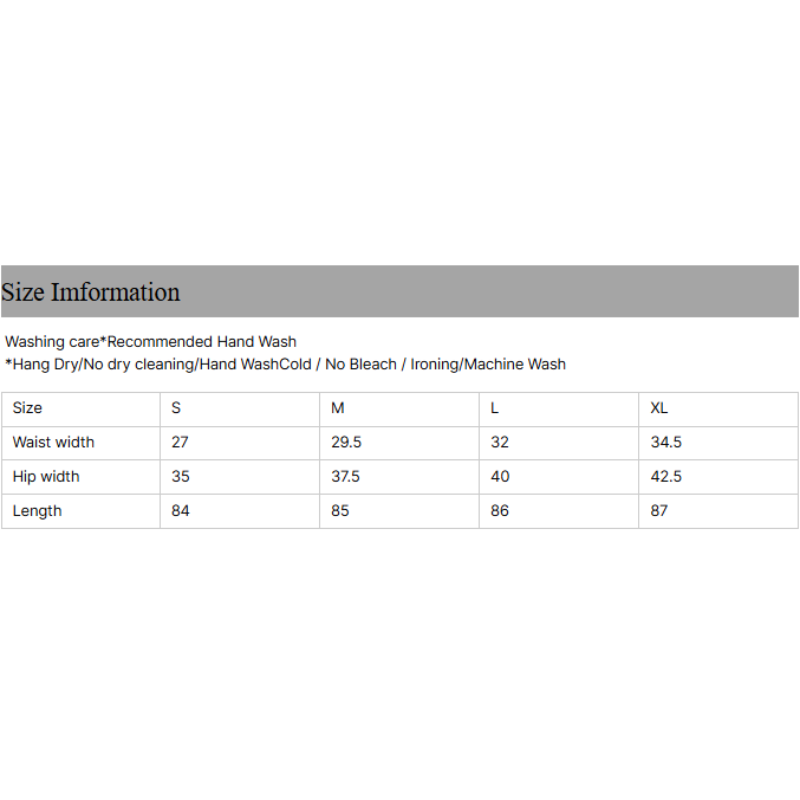 Size Imformation
Washing care*Recommended Hand Wash
*Hang Dry/No dry cleaning/Hand WashCold / No Bleach / Ironing/Machine Wash
Size S M L XL
Waist width 27 29.5 32 34.5
Hip width 35 37.5 40 42.5
Length 84 85 86 87